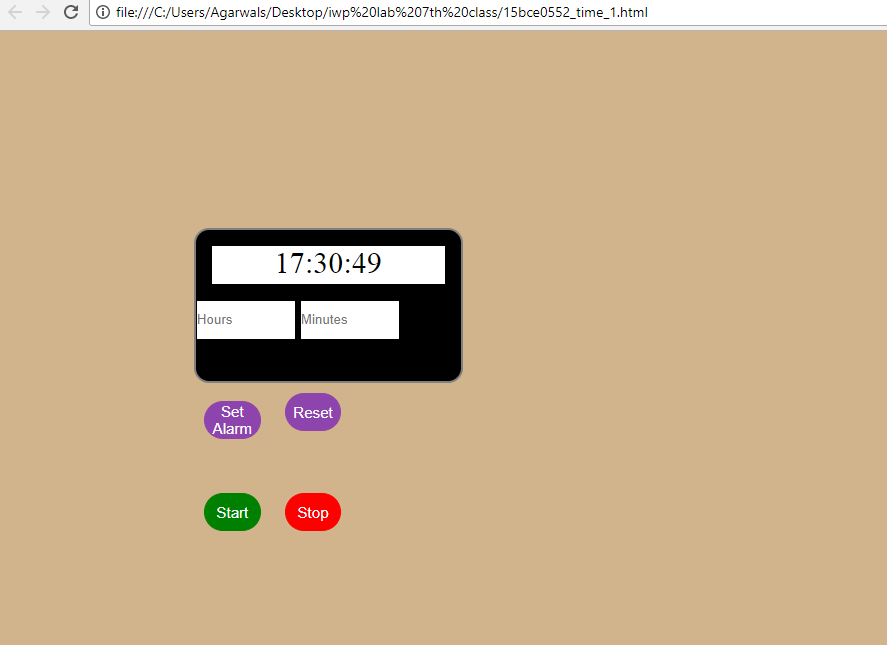 file:///C:/Users/Agarwals/Desktop/iwp%20lab%207th%20class/15bce0552_time_1.html
17:30:49
Hours Minutes
Set
Alarm
Reset
Start Stop